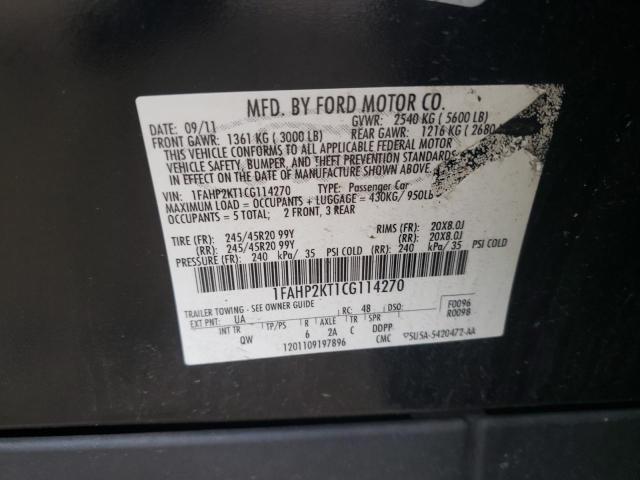 MFD. BY FORD MOTOR CO.
DATE: 09/11 GVWR: 2540 KG ( 5600 LB)
FRONT GAWR: 1361 KG ( 3000 LB) REAR GAWR: 1216 KG ( 2680
THIS VEHICLE CONFORMS TO ALL APPLICABLE FEDERAL MOTOR
VEHICLE SAFETY, BUMPER, AND THEFT PREVENTION STANDARDS
IN EFFECT ON THE DATE OF MANUFACTURE SHOWN ABOVE.
VIN: 1FAHP2KT1CG114270 TYPE: Passenger Car
MAXIMUM LOAD = OCCUPANTS + LUGGAGE = 430KG/ 950LB
OCCUPANTS = 5 TOTAL; 2 FRONT, 3 REAR
TIRE (FR): 245/45R20 99Y RIMS (FR): 20X8.0J
(RR): 245/45R20 99Y (RR): 20X8.0J
PRESSURE (FR): 240 kPa/ 35 PSI COLD (RR): 240 kPa/ 35 PSI COLD
1FAHP2KT1CG114270
TRAILER TOWING - SEE OWNER GUIDE F0096
EXT PNT: UA RC: 48 DSO: R0098
INT TR TP/PS R AXLE TR SPR
QW 6 2A C DDPP
1201109197896 CMC 5U5A-5420472-AA